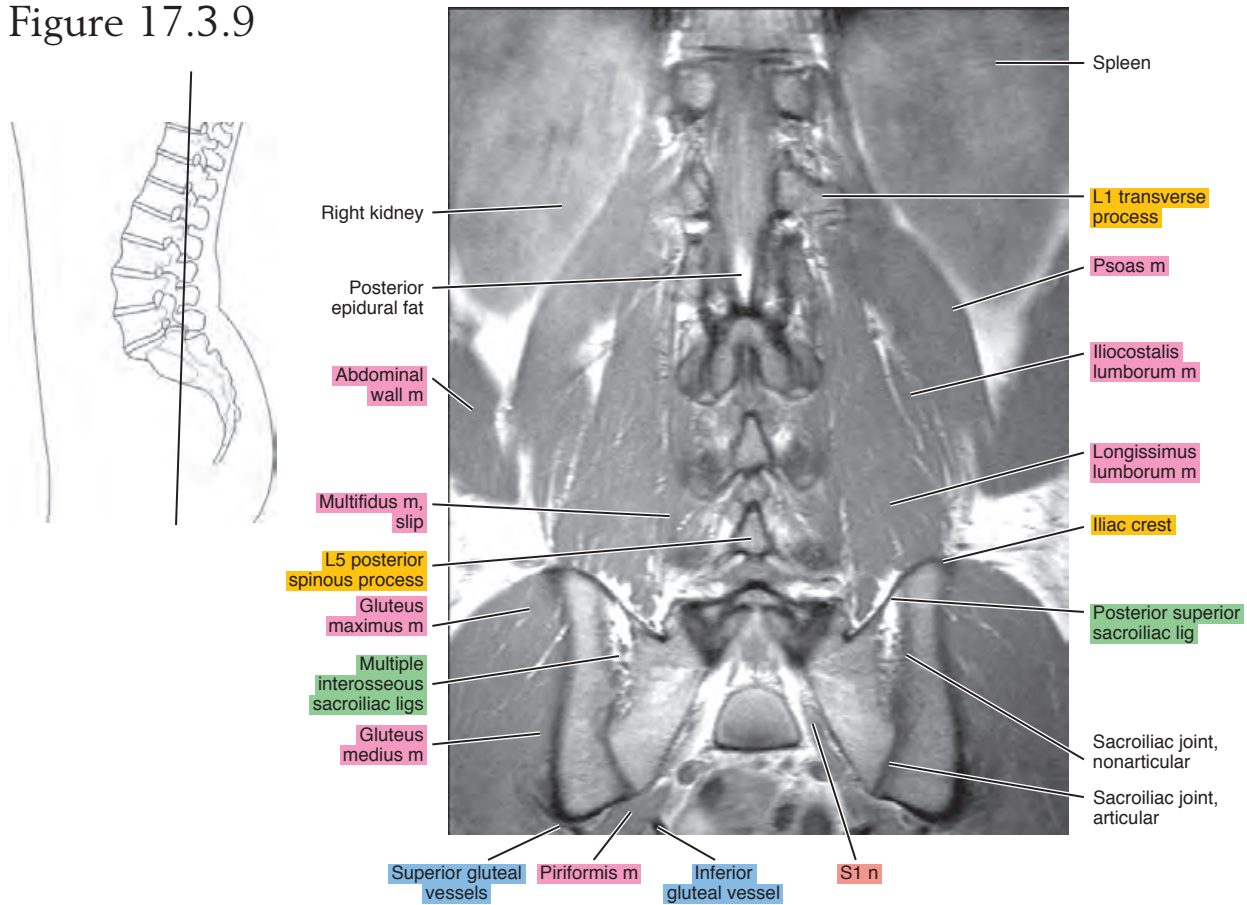 Figure 17.3.9
Spleen
Right kidney
L1 transverse
process
Posterior
epidural fat
Psoas m
Abdominal
wall m
Iliocostalis
lumborum m
Multifidus m,
slip
Longissimus
lumborum m
L5 posterior
spinous process
Iliac crest
Gluteus
maximus m
Posterior superior
sacroiliac lig
Multiple
interosseous
sacroiliac ligs
Gluteus
medius m
Sacroiliac joint,
nonarticular
Sacroiliac joint,
articular
Superior gluteal
vessels
Piriformis m
Inferior
gluteal vessel
S1 n